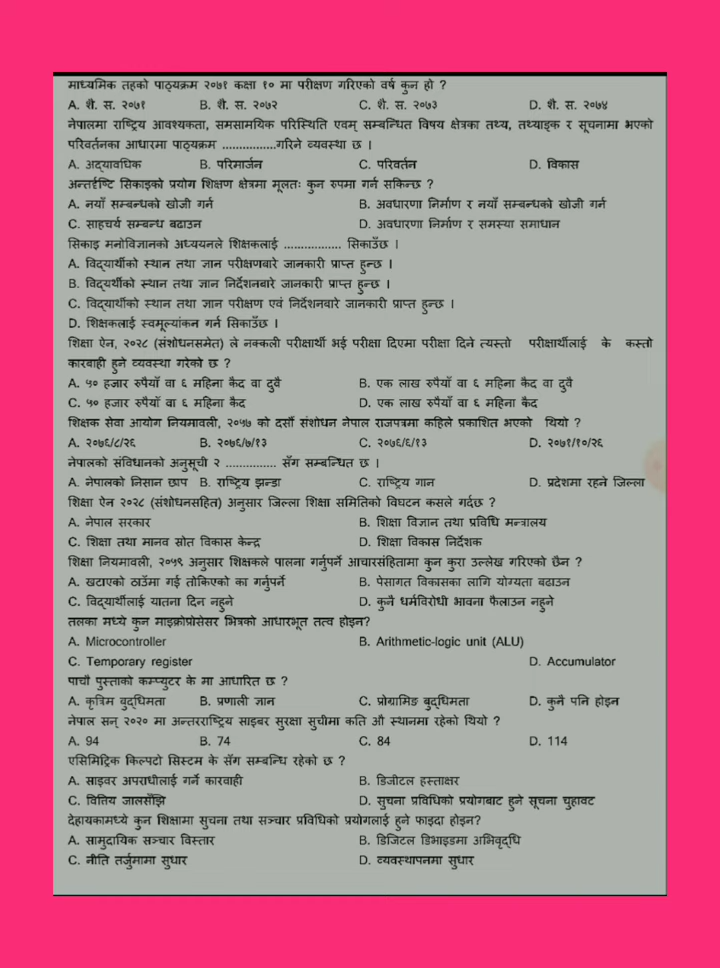 माध्यमिक तहको पाठ्यक्रम २०७१ कक्षा १० मा परीक्षण गरिएको वर्ष कुन हो ?
A. शै. स. २०७१ B. शै. स. २०७२ C. शै. स. २०७३ D. शै. स. २०७४
नेपालमा राष्ट्रिय आवश्यकता, समसामयिक परिस्थिति एवम् सम्बन्धित विषय क्षेत्रका तथ्य, तथ्याङ्क र सूचनामा भएको
परिवर्तनका आधारमा पाठ्यक्रम ................गरिने व्यवस्था छ ।
A. अद्यावधिक B. परिमार्जन C. परिवर्तन D. विकास
अन्तर्दृष्टि सिकाइको प्रयोग शिक्षण क्षेत्रमा मूलतः कुन रुपमा गर्न सकिन्छ ?
A. नयाँ सम्बन्धको खोजी गर्न B. अवधारणा निर्माण र नयाँ सम्बन्धको खोजी गर्न
C. साहचर्य सम्बन्ध बढाउन D. अवधारणा निर्माण र समस्या समाधान
सिकाइ मनोविज्ञानको अध्ययनले शिक्षकलाई ................. सिकाउँछ ।
A. विद्यार्थीको स्थान तथा ज्ञान परीक्षणबारे जानकारी प्राप्त हुन्छ ।
B. विद्यर्थीको स्थान तथा ज्ञान निर्देशनबारे जानकारी प्राप्त हुन्छ ।
C. विद्यार्थीको स्थान तथा ज्ञान परीक्षण एवं निर्देशनबारे जानकारी प्राप्त हुन्छ ।
D. शिक्षकलाई स्वमूल्यांकन गर्न सिकाउँछ ।
शिक्षा ऐन, २०२८ (संशोधनसमेत) ले नक्कली परीक्षार्थी भई परीक्षा दिएमा परीक्षा दिने त्यस्तो परीक्षार्थीलाई के कस्तो
कारबाही हुने व्यवस्था गरेको छ ?
A. ५० हजार रुपैयाँ वा ६ महिना कैद वा दुवै B. एक लाख रुपैयाँ वा ६ महिना कैद वा दुवै
C. ५० हजार रुपैयाँ वा ६ महिना कैद D. एक लाख रुपैयाँ वा ६ महिना कैद
शिक्षक सेवा आयोग नियमावली, २०५७ को दसौँ संशोधन नेपाल राजपत्रमा कहिले प्रकाशित भएको थियो ?
A. २०७६/८/२६ B. २०७६/७/१३ C. २०७६/६/१३ D. २०७१/१०/२६
नेपालको संविधानको अनुसूची २ ............... सँग सम्बन्धित छ ।
A. नेपालको निसान छाप B. राष्ट्रिय झन्डा C. राष्ट्रिय गान D. प्रदेशमा रहने जिल्ला
शिक्षा ऐन २०२८ (संशोधनसहित) अनुसार जिल्ला शिक्षा समितिको विघटन कसले गर्दछ ?
A. नेपाल सरकार B. शिक्षा विज्ञान तथा प्रविधि मन्त्रालय
C. शिक्षा तथा मानव स्रोत विकास केन्द्र D. शिक्षा विकास निर्देशक
शिक्षा नियमावली, २०५९ अनुसार शिक्षकले पालना गर्नुपर्ने आचारसंहितामा कुन कुरा उल्लेख गरिएको छैन ?
A. खटाएको ठाउँमा गई तोकिएको का गर्नुपर्ने B. पेसागत विकासका लागि योग्यता बढाउन
C. विद्यार्थीलाई यातना दिन नहुने D. कुनै धर्मविरोधी भावना फैलाउन नहुने
तलका मध्ये कुन माइक्रोप्रोसेसर भित्रको आधारभूत तत्व होइन?
A. Microcontroller B. Arithmetic-logic unit (ALU)
C. Temporary register D. Accumulator
पाचौ पुस्ताको कम्प्युटर के मा आधारित छ ?
A. कृत्रिम वुद्धिमता B. प्रणाली ज्ञान C. प्रोग्रामिङ बुद्धिमता D. कुनै पनि होइन
नेपाल सन् २०२० मा अन्तरराष्ट्रिय साइबर सुरक्षा सुचीमा कति औ स्थानमा रहेको थियो ?
A. 94 B. 74 C. 84 D. 114
एसिमिट्रिक किल्पटो सिस्टम के सँग सम्बन्धि रहेको छ ?
A. साइवर अपराधीलाई गर्ने कारवाही B. डिजीटल हस्ताक्षर
C. वित्तिय जालसँझि D. सुचना प्रविधिको प्रयोगबाट हुने सूचना चुहावट
देहायकामध्ये कुन शिक्षामा सुचना तथा सञ्चार प्रविधिको प्रयोगलाई हुने फाइदा होइन?
A. सामुदायिक सञ्चार विस्तार B. डिजिटल डिभाइडमा अभिवृद्धि
C. नीति तर्जुमामा सुधार D. व्यवस्थापनमा सुधार